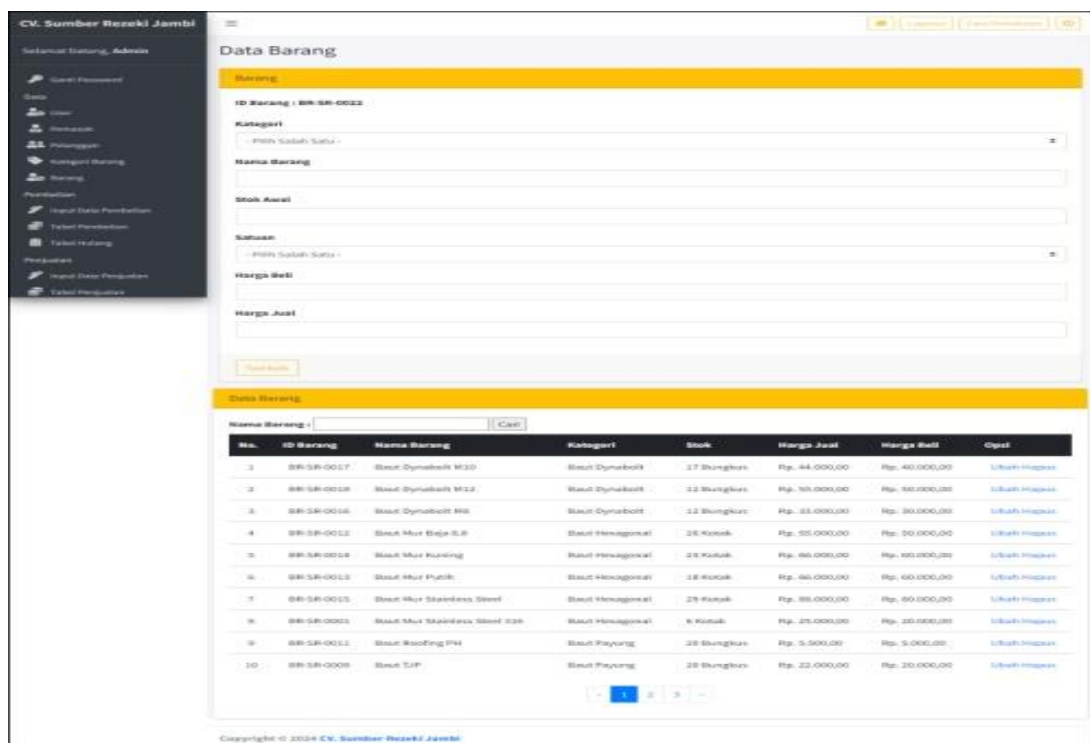 CV. Sumber Rezeki Jambi
Selamat Datang, Admin
Ganti Password
Data
User
Pemasok
Pelanggan
Kategori Barang
Barang
Pembelian
Input Data Pembelian
Tabel Pembelian
Tabel Hutang
Penjualan
Input Data Penjualan
Tabel Penjualan
Laporan
Data Barang
Barang
ID Barang : BR-SR-0022
Kategori
- Pilih Salah Satu -
Nama Barang
Stok Awal
Satuan
- Pilih Salah Satu -
Harga Beli
Harga Jual
Tambah
Data Barang
Nama Barang : Cari
No. ID Barang Nama Barang Kategori Stok Harga Jual Harga Beli Opsi
1 BR-SR-0017 Baut Dynabolt M10 Baut Dynabolt 17 Bungkus Rp. 44.000,00 Rp. 40.000,00 Ubah Hapus
2 BR-SR-0018 Baut Dynabolt M12 Baut Dynabolt 12 Bungkus Rp. 55.000,00 Rp. 50.000,00 Ubah Hapus
3 BR-SR-0016 Baut Dynabolt M8 Baut Dynabolt 12 Bungkus Rp. 33.000,00 Rp. 30.000,00 Ubah Hapus
4 BR-SR-0012 Baut Mur Baja 8.8 Baut Hexagonal Kotak Rp. 55.000,00 Rp. 50.000,00 Ubah Hapus
5 BR-SR-0014 Baut Mur Kuning Baut Hexagonal Kotak Rp. 66.000,00 Rp. 60.000,00 Ubah Hapus
6 BR-SR-0013 Baut Mur Putih Baut Hexagonal 18 Kotak Rp. 66.000,00 Rp. 60.000,00 Ubah Hapus
7 BR-SR-0015 Baut Mur Stainless Steel Baut Hexagonal Kotak Rp. 88.000,00 Rp. 80.000,00 Ubah Hapus
8 BR-SR-0001 Baut Mur Stainless Steel Baut Hexagonal 6 Kotak Rp. 25.000,00 Rp. 20.000,00 Ubah Hapus
9 BR-SR-0011 Baut Roofing PH Baut Payung Bungkus Rp. 5.500,00 Rp. 5.000,00 Ubah Hapus
10 BR-SR-0009 Baut TJP Baut Payung Bungkus Rp. 22.000,00 Rp. 20.000,00 Ubah Hapus
1 2 3
Copyright © 2024 CV. Sumber Rezeki Jambi